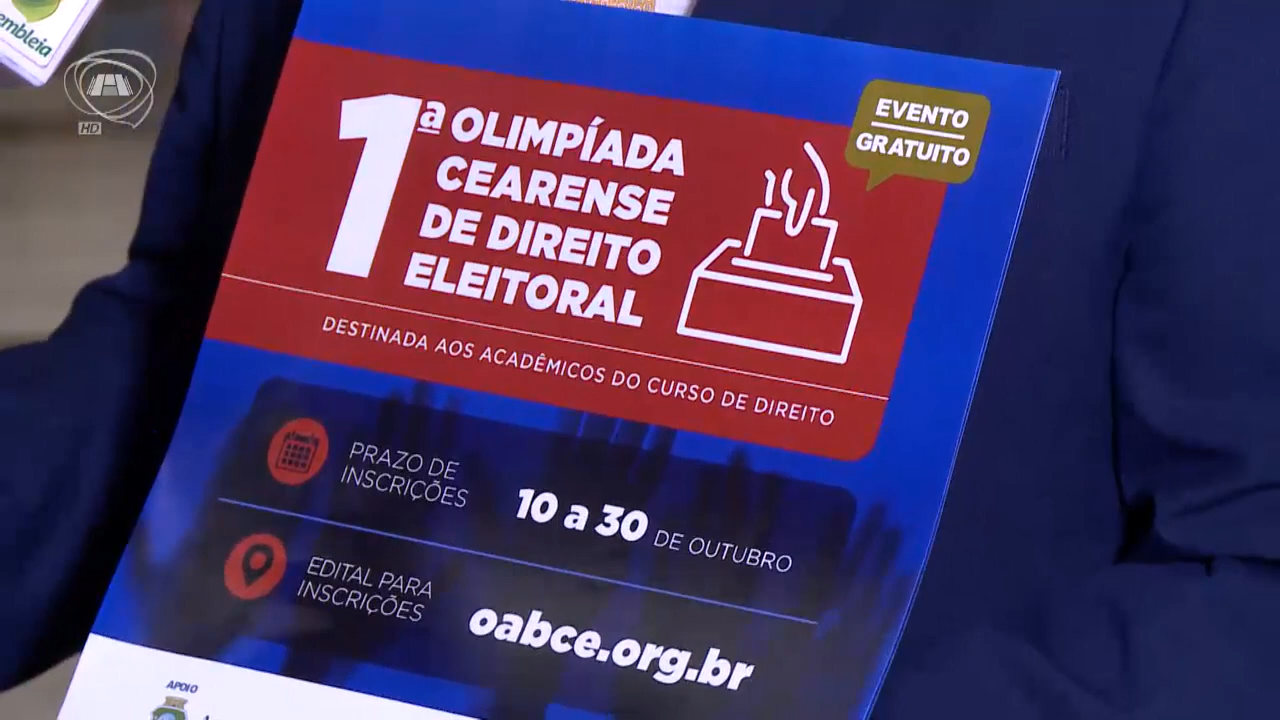 embleia
HD
EVENTO
GRATUITO
1ª OLIMPÍADA
CEARENSE
DE DIREITO
ELEITORAL
DESTINADA AOS ACADÊMICOS DO CURSO DE DIREITO
PRAZO DE
INSCRIÇÕES
10 a 30 DE OUTUBRO
EDITAL PARA
INSCRIÇÕES
oabce.org.br
APOIO